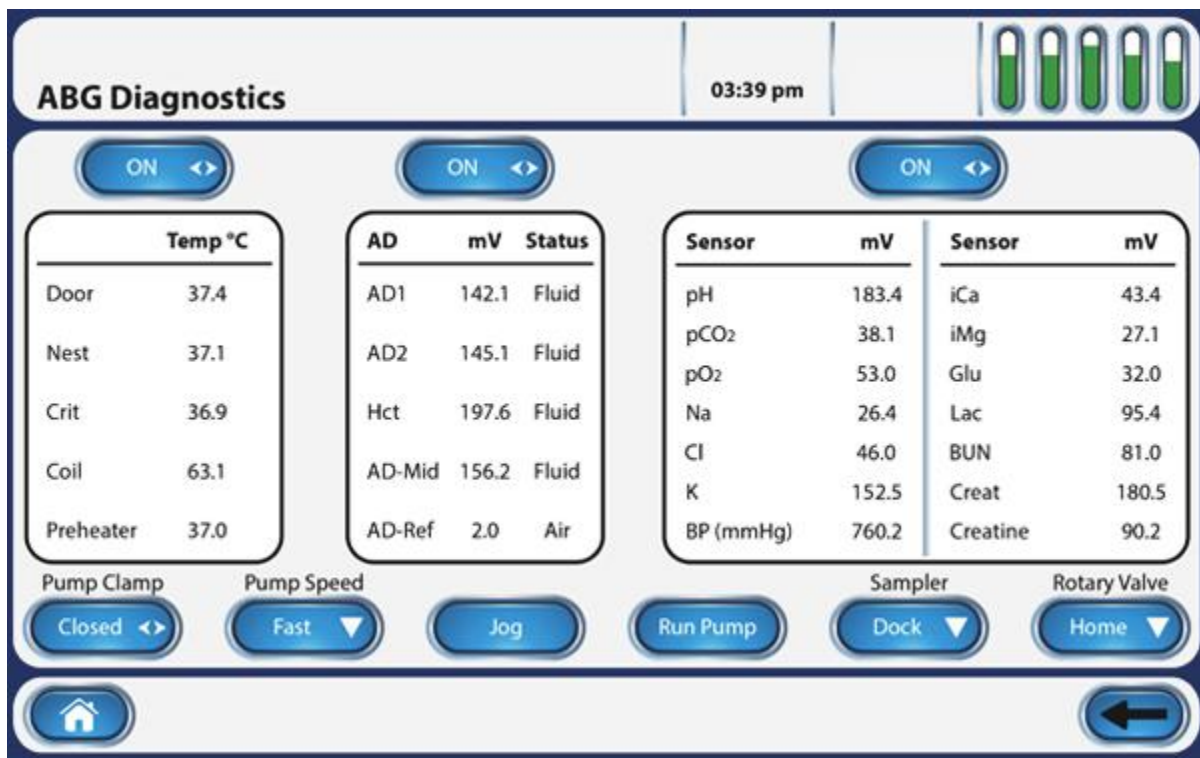 ABG Diagnostics
03:39 pm
ON
ON
ON
Temp °C
Door 37.4
Nest 37.1
Crit 36.9
Coil 63.1
Preheater 37.0
AD mV Status
AD1 142.1 Fluid
AD2 145.1 Fluid
Hct 197.6 Fluid
AD-Mid 156.2 Fluid
AD-Ref 2.0 Air
Sensor mV Sensor mV
pH 183.4 iCa 43.4
pCO2 38.1 iMg 27.1
pO2 53.0 Glu 32.0
Na 26.4 Lac 95.4
Cl 46.0 BUN 81.0
K 152.5 Creat 180.5
BP (mmHg) 760.2 Creatine 90.2
Pump Clamp Pump Speed Sampler Rotary Valve
Closed Fast Jog Run Pump Dock Home